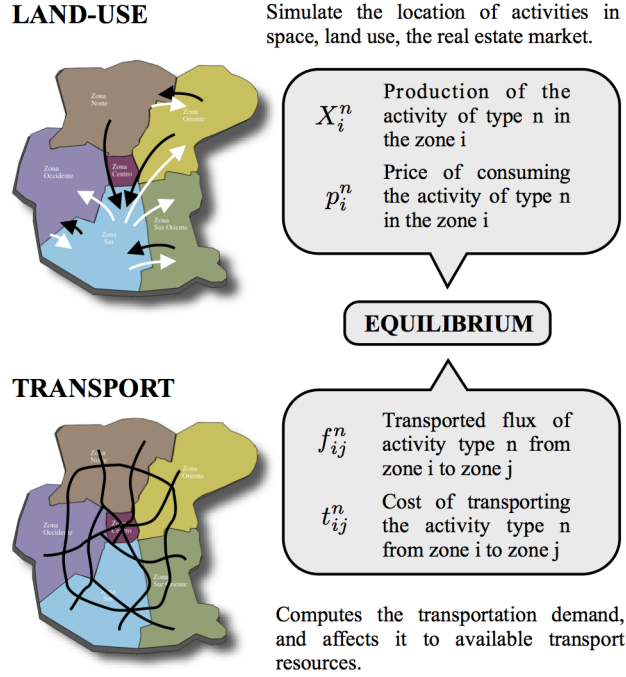 LAND-USE
Simulate the location of activities in
space, land use, the real estate market.
Zona
Norte
Zona
Oriente
Zona
Occidente
Zona
Centro
Zona
Sur
Zona
Sur Oriente
X_i^n
Production of the
activity of type n in
the zone i
p_i^n
Price of consuming
the activity of type n
in the zone i
EQUILIBRIUM
TRANSPORT
Zona
Norte
Zona
Oriente
Zona
Occidente
Zona
Centro
Zona
Sur Oriente
f_{ij}^n
Transported flux of
activity type n from
zone i to zone j
t_{ij}^n
Cost of transporting
the activity type n
from zone i to zone j
Computes the transportation demand,
and affects it to available transport
resources.